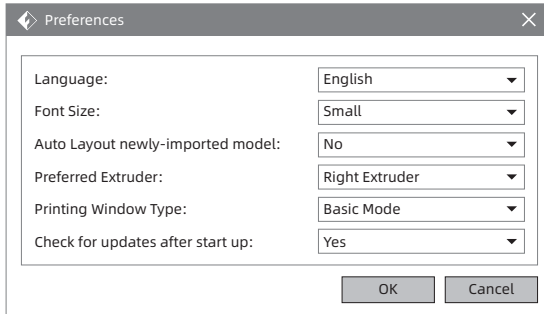 Preferences
Language: English
Font Size: Small
Auto Layout newly-imported model: No
Preferred Extruder: Right Extruder
Printing Window Type: Basic Mode
Check for updates after start up: Yes
OK Cancel